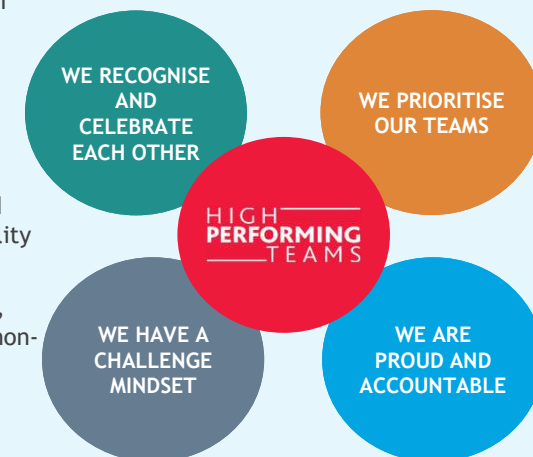 WE RECOGNISE
AND
CELEBRATE
EACH OTHER
WE PRIORITISE
OUR TEAMS
HIGH
PERFORMING
TEAMS
WE HAVE A
CHALLENGE
MINDSET
WE ARE
PROUD AND
ACCOUNTABLE